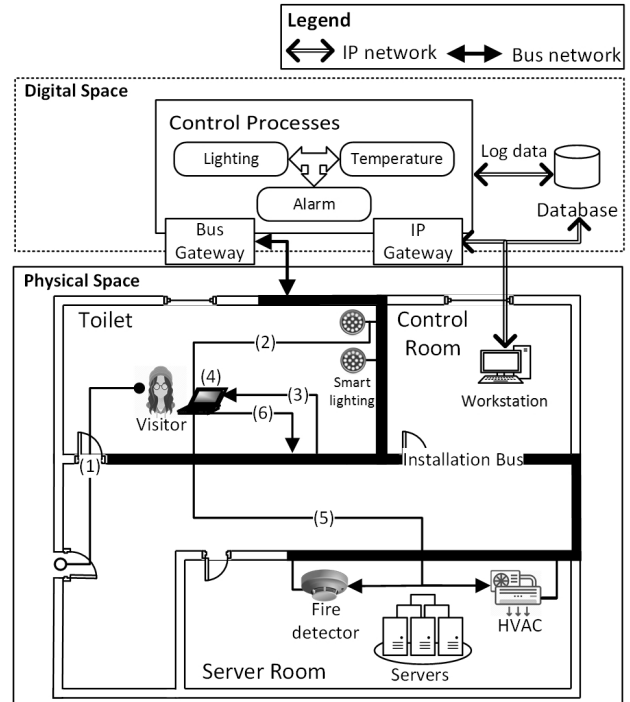 Legend
IP network
Bus network
Digital Space
Control Processes
Lighting
Temperature
Alarm
Log data
Database
Bus
Gateway
IP
Gateway
Physical Space
Toilet
Control
Room
(2)
(4)
Smart
lighting
(3)
(6)
Visitor
Workstation
(1)
Installation Bus
(5)
Fire
detector
HVAC
Servers
Server Room